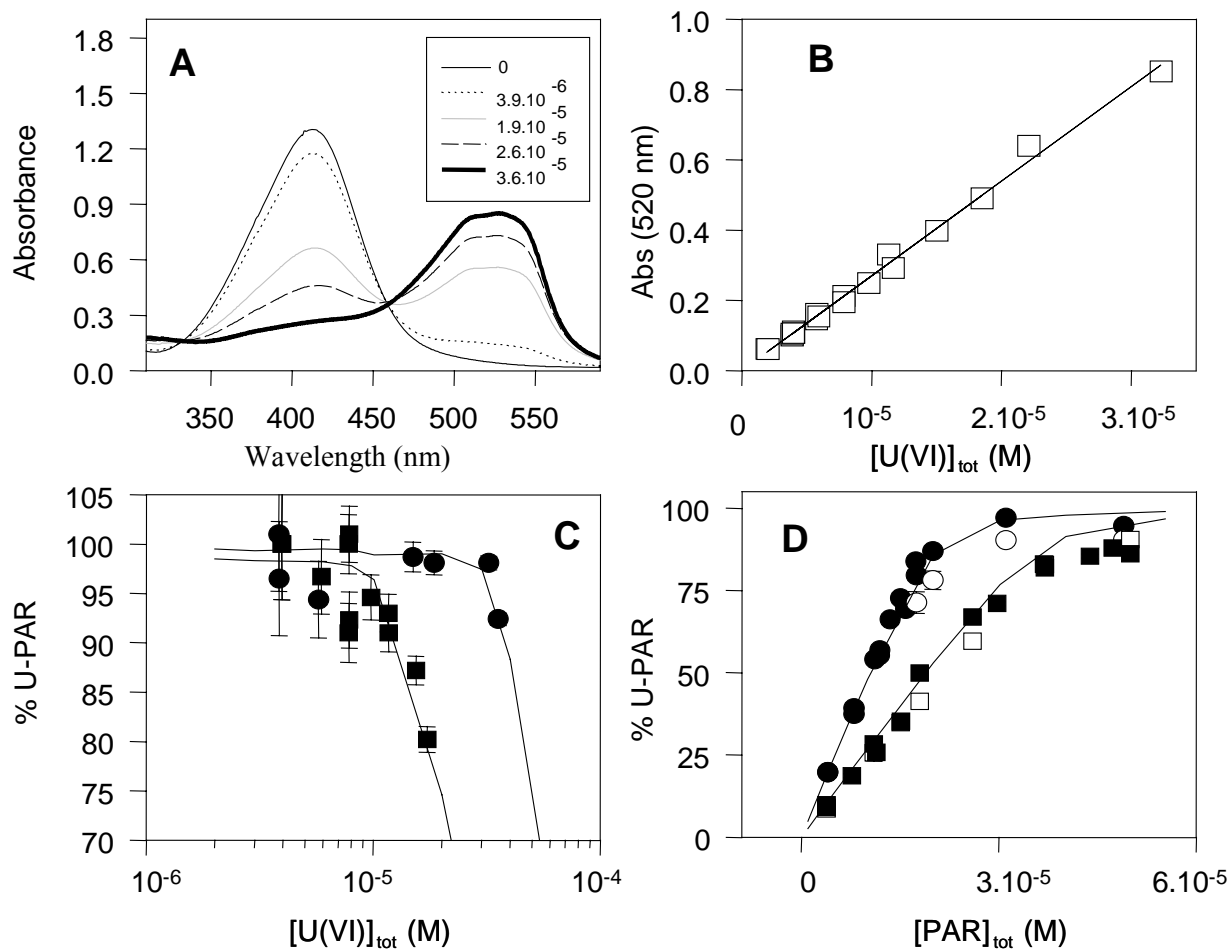 A
1.8
1.5
1.2
0.9
0.6
0.3
0.0
Absorbance
0
3.9.10-6
1.9.10-5
2.6.10-5
3.6.10-5
350 400 450 500 550
Wavelength (nm)
B
1.0
0.8
0.6
0.4
0.2
0.0
Abs (520 nm)
0 10-5 2.10-5 3.10-5
[U(VI)]tot (M)
C
105
100
95
90
85
80
75
70
% U-PAR
10-6 10-5 10-4
[U(VI)]tot (M)
D
100
75
50
25
0
% U-PAR
0 3.10-5 6.10-5
[PAR]tot (M)